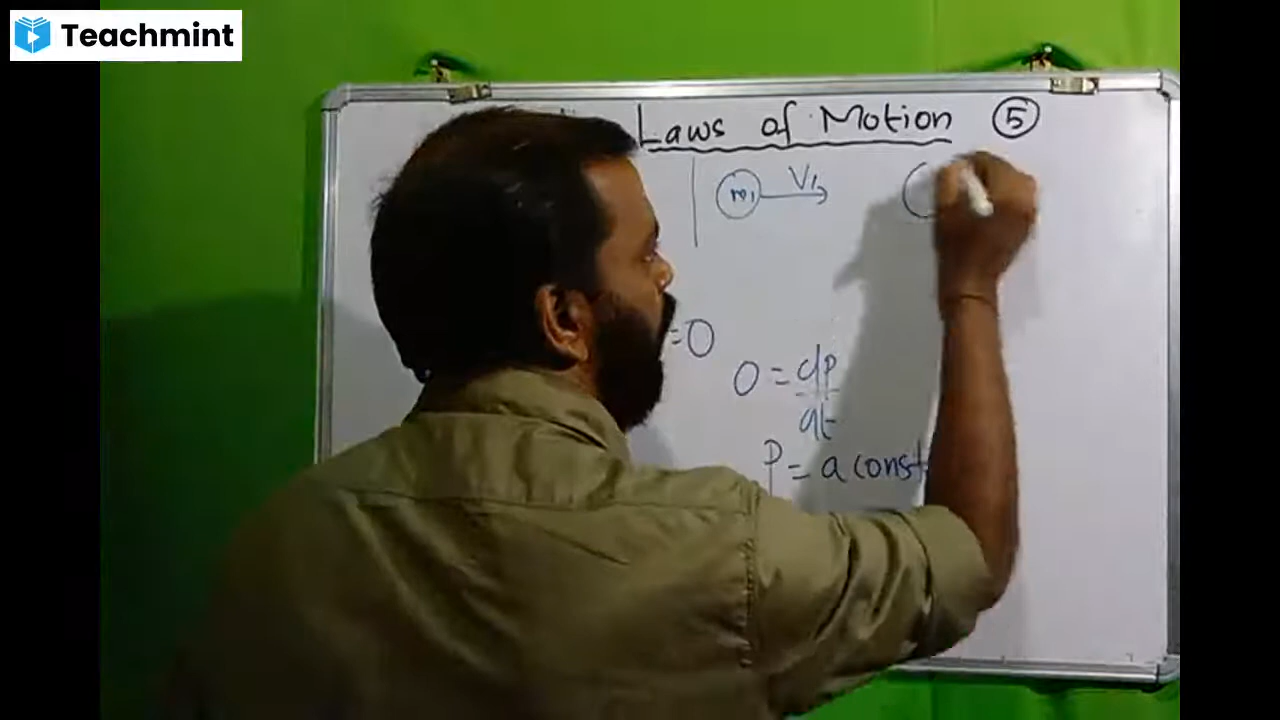 Teachmint
Laws of Motion 5
m1 V1
=0
0 = dp
dt
P = a const